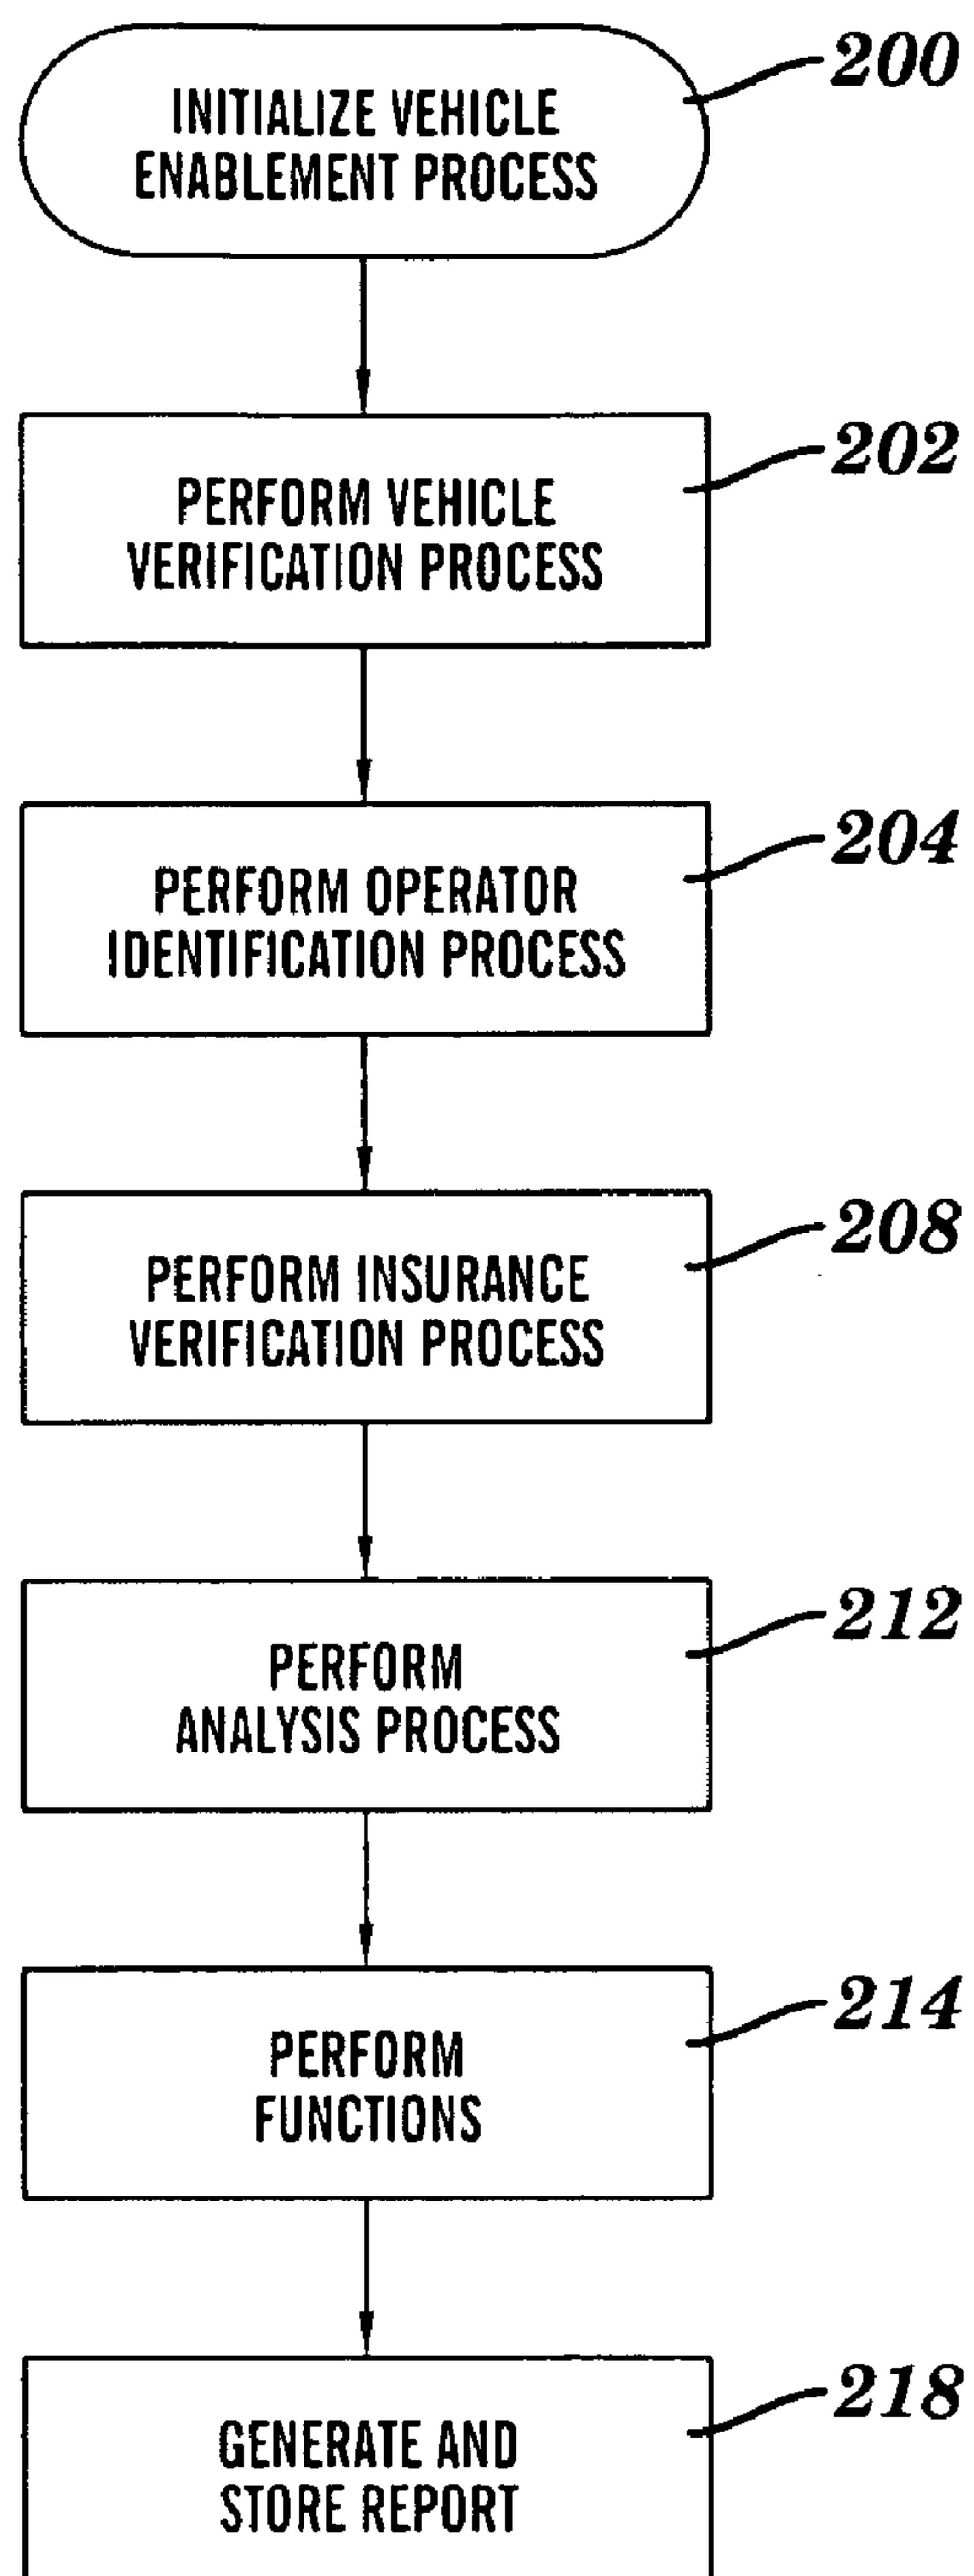 INITIALIZE VEHICLE
ENABLEMENT PROCESS
200
PERFORM VEHICLE
VERIFICATION PROCESS
202
PERFORM OPERATOR
IDENTIFICATION PROCESS
204
PERFORM INSURANCE
VERIFICATION PROCESS
208
PERFORM
ANALYSIS PROCESS
212
PERFORM
FUNCTIONS
214
GENERATE AND
STORE REPORT
218